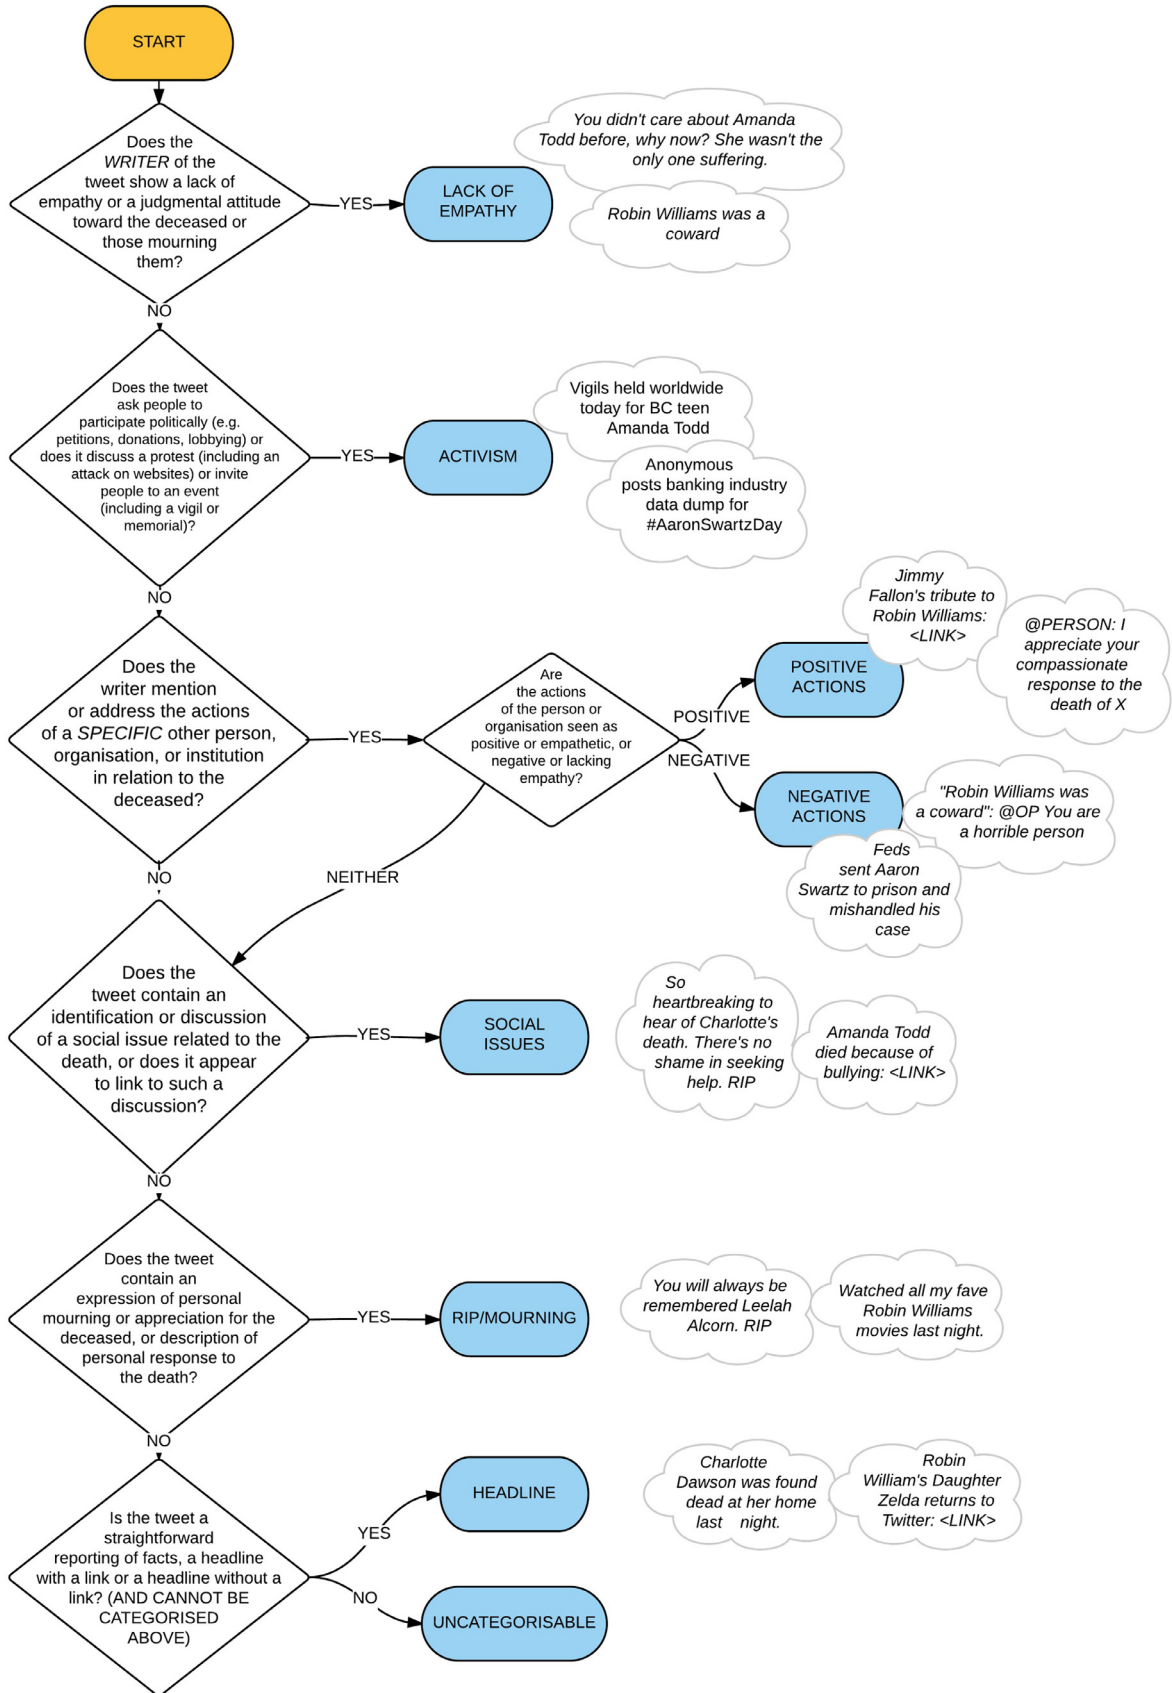 START
Does the
WRITER of the
tweet show a lack of
empathy or a judgmental attitude
toward the deceased or
those mourning
them?
YES
LACK OF
EMPATHY
You didn't care about Amanda
Todd before, why now? She wasn't the
only one suffering.
Robin Williams was a
coward
NO
Does the tweet
ask people to
participate politically (e.g.
petitions, donations, lobbying) or
does it discuss a protest (including an
attack on websites) or invite
people to an event
(including a vigil or
memorial)?
YES
ACTIVISM
Vigils held worldwide
today for BC teen
Amanda Todd
Anonymous
posts banking industry
data dump for
#AaronSwartzDay
NO
Does the
writer mention
or address the actions
of a SPECIFIC other person,
organisation, or institution
in relation to the
deceased?
YES
Are
the actions
of the person or
organisation seen as
positive or empathetic, or
negative or lacking
empathy?
POSITIVE
POSITIVE
ACTIONS
Jimmy
Fallon's tribute to
Robin Williams:
<LINK>
@PERSON: I
appreciate your
compassionate
response to the
death of X
NEGATIVE
NEGATIVE
ACTIONS
"Robin Williams was
a coward": @OP You are
a horrible person
Feds
sent Aaron
Swartz to prison and
mishandled his
case
NEITHER
NO
Does the
tweet contain an
identification or discussion
of a social issue related to the
death, or does it appear
to link to such a
discussion?
YES
SOCIAL
ISSUES
So
heartbreaking to
hear of Charlotte's
death. There's no
shame in seeking
help. RIP
Amanda Todd
died because of
bullying: <LINK>
NO
Does the tweet
contain an
expression of personal
mourning or appreciation for the
deceased, or description of
personal response to
the death?
YES
RIP/MOURNING
You will always be
remembered Leelah
Alcorn. RIP
Watched all my fave
Robin Williams
movies last night.
NO
Is the tweet a
straightforward
reporting of facts, a headline
with a link or a headline without a
link? (AND CANNOT BE
CATEGORISED
ABOVE)
YES
HEADLINE
Charlotte
Dawson was found
dead at her home
last night.
Robin
William's Daughter
Zelda returns to
Twitter: <LINK>
NO
UNCATEGORISABLE